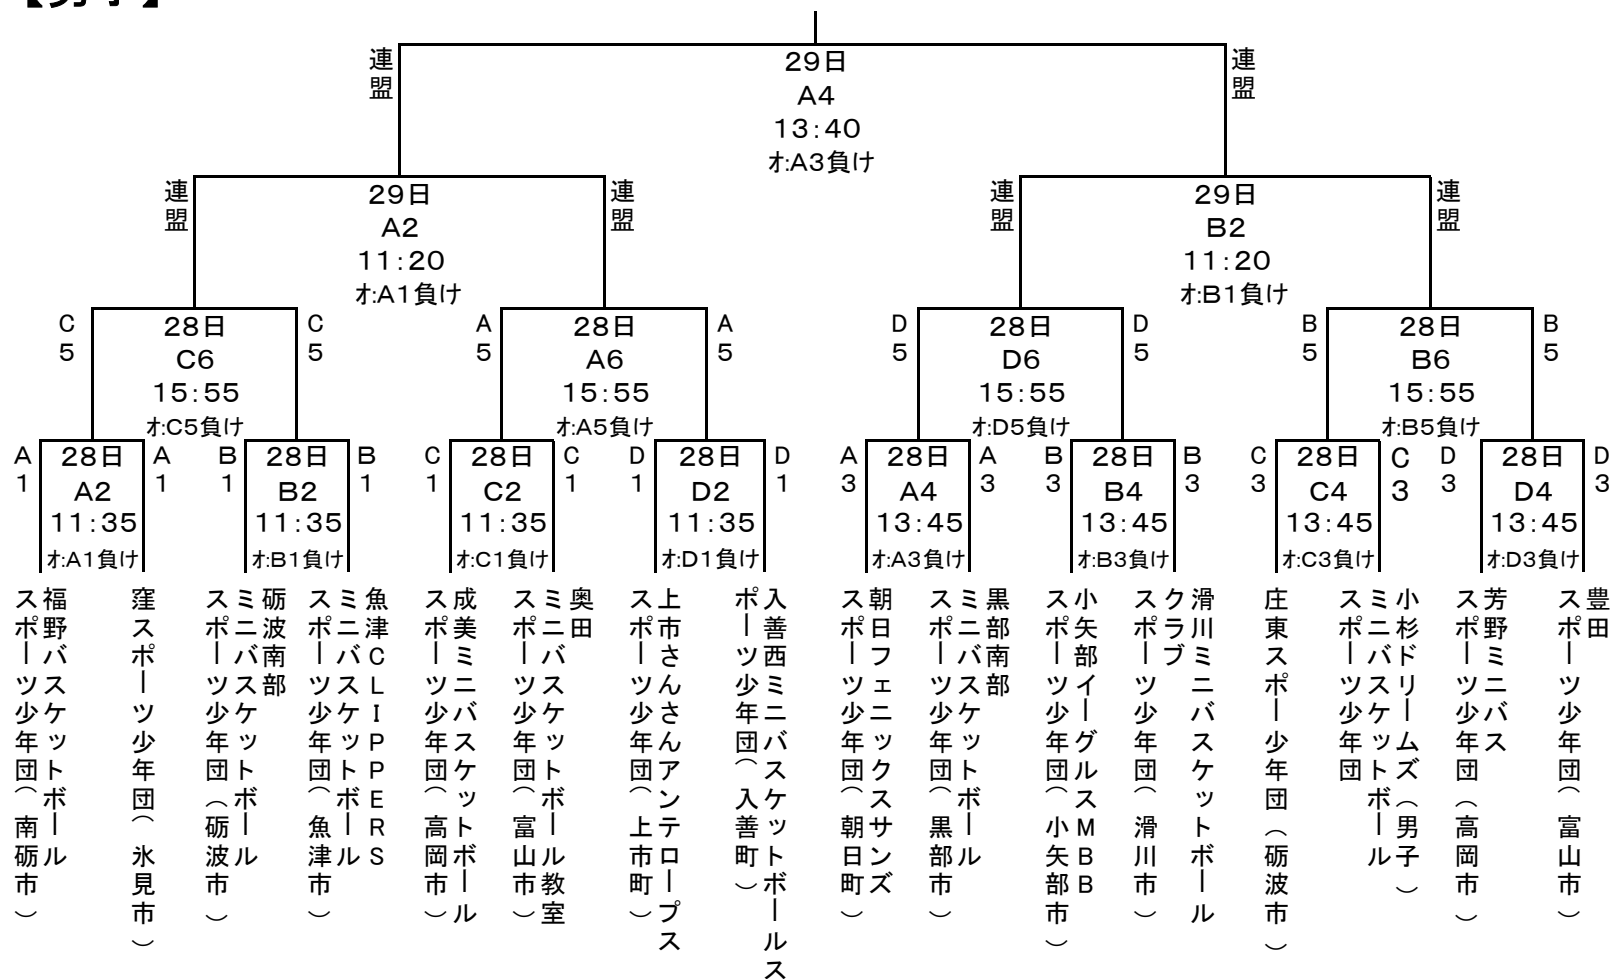 【男子】
連盟
29日
A4
13:40
オ:A3負け
連盟
連盟
29日
A2
11:20
オ:A1負け
連盟
連盟
29日
B2
11:20
オ:B1負け
連盟
C5
28日
C6
15:55
オ:C5負け
C5
A5
28日
A6
15:55
オ:A5負け
A5
D5
28日
D6
15:55
オ:D5負け
D5
B5
28日
B6
15:55
オ:B5負け
B5
A1
28日
A2
11:35
オ:A1負け
A1
B1
28日
B2
11:35
オ:B1負け
B1
C1
28日
C2
11:35
オ:C1負け
C1
D1
28日
D2
11:35
オ:D1負け
D1
A3
28日
A4
13:45
オ:A3負け
A3
B3
28日
B4
13:45
オ:B3負け
B3
C3
28日
C4
13:45
オ:C3負け
C3
D3
28日
D4
13:45
オ:D3負け
D3
福野バスケットボール
スポーツ少年団(南砺市)
窪スポーツ少年団(氷見市)
砺波南部
ミニバスケットボール
スポーツ少年団(砺波市)
魚津CLIPPERS
ミニバスケットボール
スポーツ少年団(魚津市)
成美ミニバスケットボール
スポーツ少年団(高岡市)
奥田
ミニバスケットボール教室
スポーツ少年団(富山市)
上市さんさんアンテロープス
スポーツ少年団(上市町)
入善西ミニバスケットボールス
ポーツ少年団(入善町)
朝日フェニックスサンズ
スポーツ少年団(朝日町)
黒部南部
ミニバスケットボール
スポーツ少年団(黒部市)
小矢部イーグルスMBB
スポーツ少年団(小矢部市)
滑川ミニバスケットボール
クラブ
スポーツ少年団(滑川市)
庄東スポー少年団(砺波市)
小杉ドリームズ(男子)
ミニバスケットボール
スポーツ少年団
芳野ミニバス
スポーツ少年団(高岡市)
豊田
スポーツ少年団(富山市)